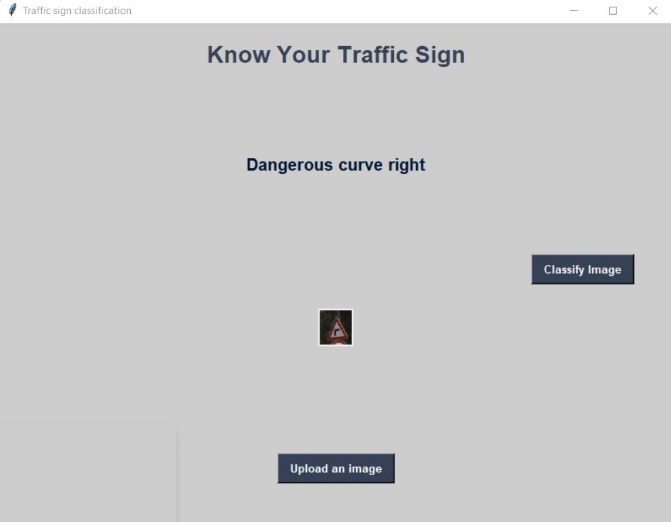 Traffic sign classification
Know Your Traffic Sign
Dangerous curve right
Classify Image
Upload an image